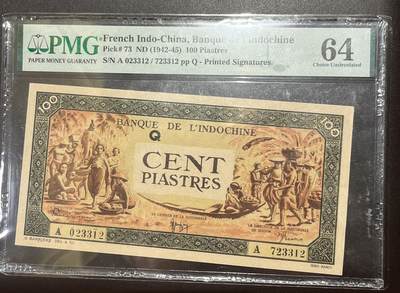 PMG
PAPER MONEY GUARANTY
French Indo-China, Banque de l'Indochine
Pick# 73 ND (1942-45) 100 Piastres
S/N A 023312 / 723312 pp Q - Printed Signatures
64
Choice Uncirculated
100
100
BANQUE DE L'INDOCHINE
Q
CENT
PIASTRES
A 023312
A 723312